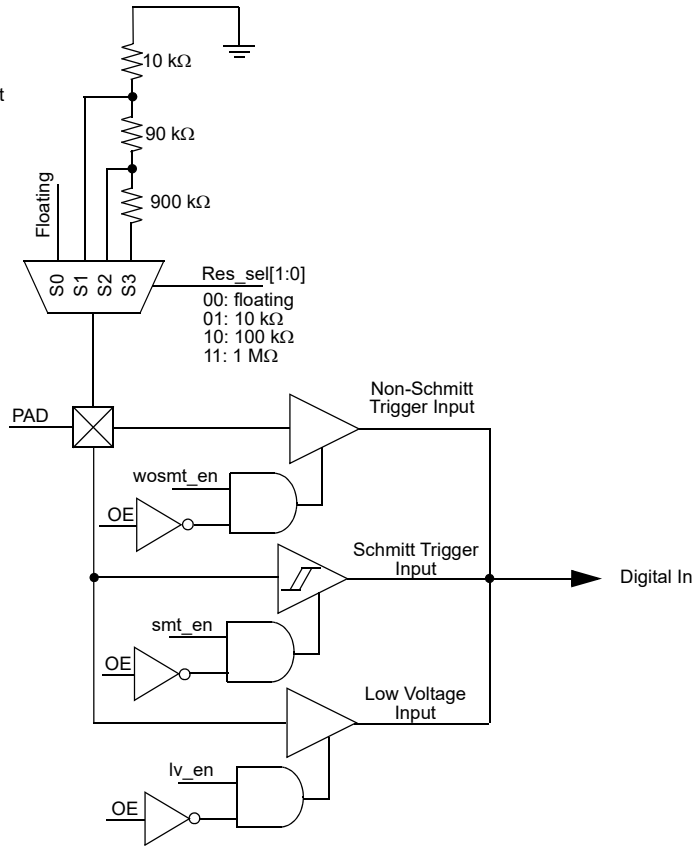 10 kΩ
t
90 kΩ
900 kΩ
Floating
S0
S1
S2
S3
Res_sel[1:0]
00: floating
01: 10 kΩ
10: 100 kΩ
11: 1 MΩ
PAD
Non-Schmitt
Trigger Input
wosmt_en
OE
Schmitt Trigger
Input
Digital In
smt_en
OE
Low Voltage
Input
lv_en
OE